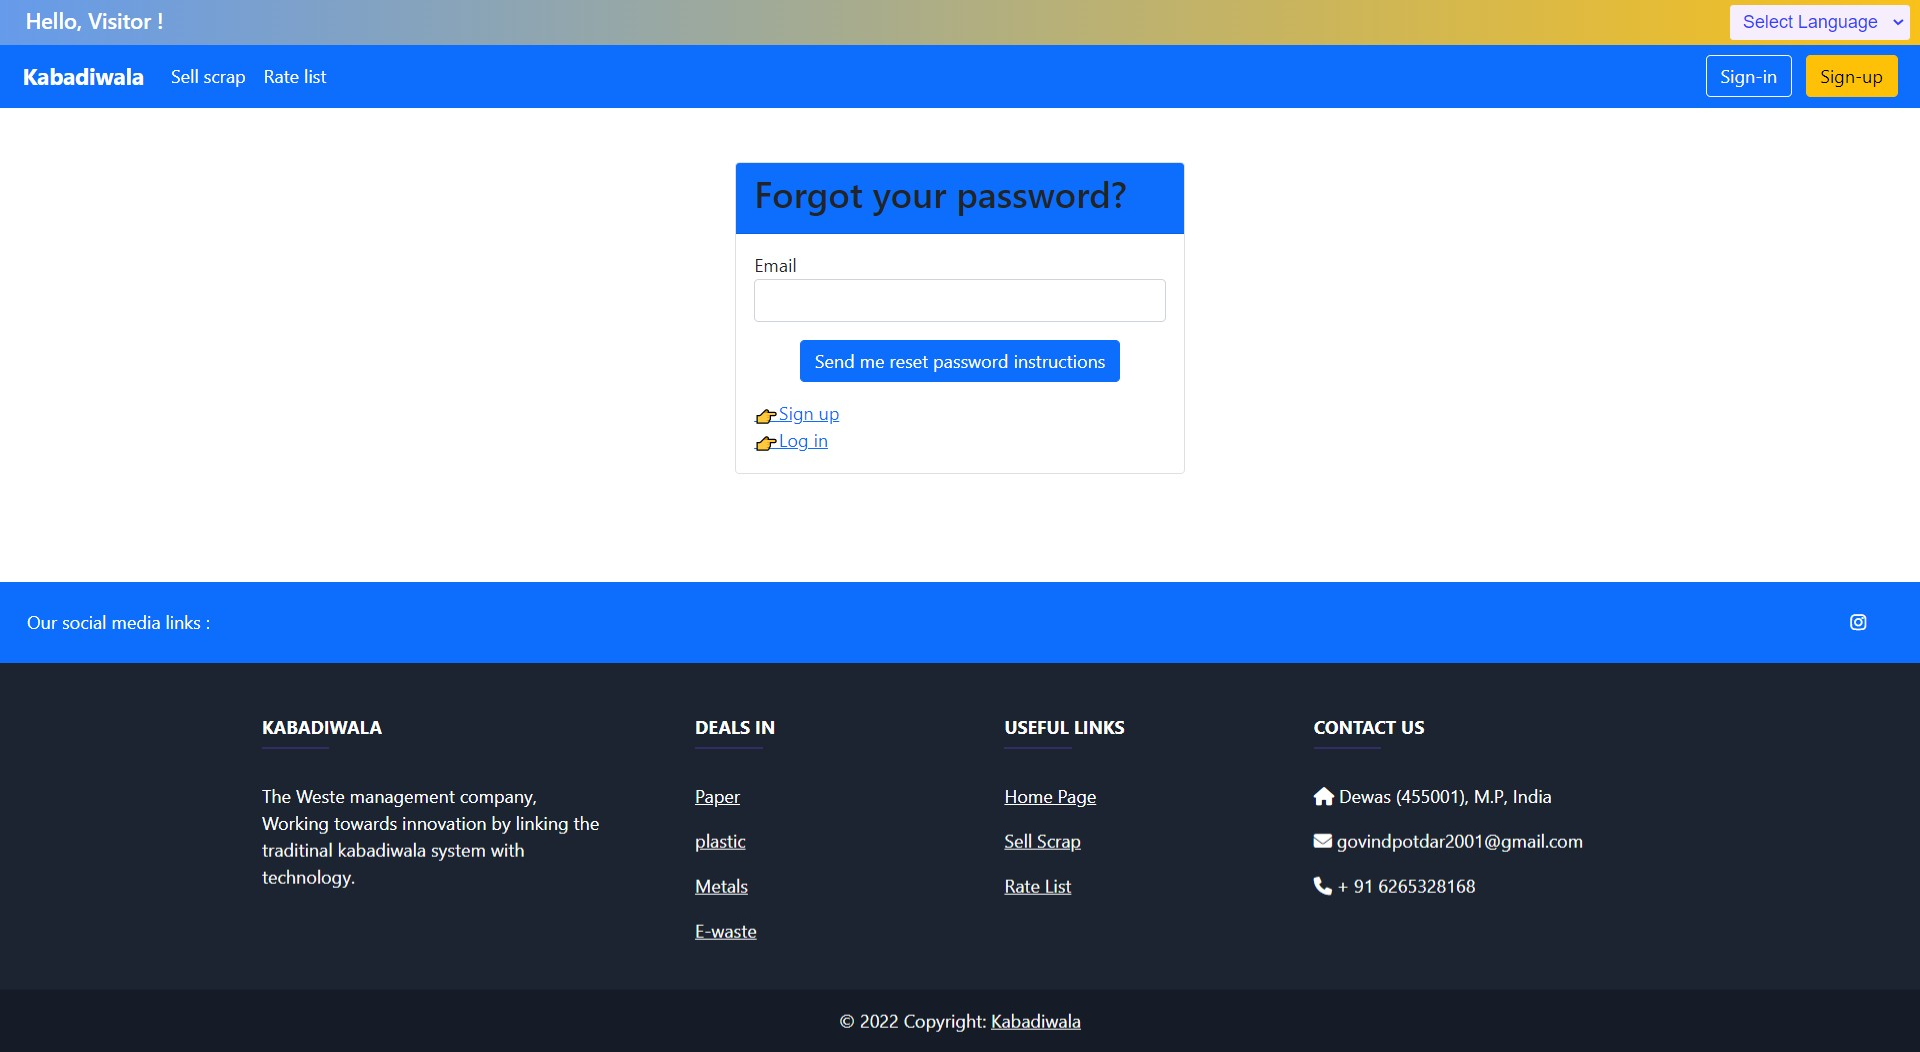 Hello, Visitor !
Select Language
Kabadiwala Sell scrap Rate list
Sign-in
Sign-up
Forgot your password?
Email
Send me reset password instructions
👉Sign up
👉Log in
Our social media links :
KABADIWALA
The Weste management company,
Working towards innovation by linking the
traditinal kabadiwala system with
technology.
DEALS IN
Paper
plastic
Metals
E-waste
USEFUL LINKS
Home Page
Sell Scrap
Rate List
CONTACT US
Dewas (455001), M.P, India
govindpotdar2001@gmail.com
+ 91 6265328168
© 2022 Copyright: Kabadiwala